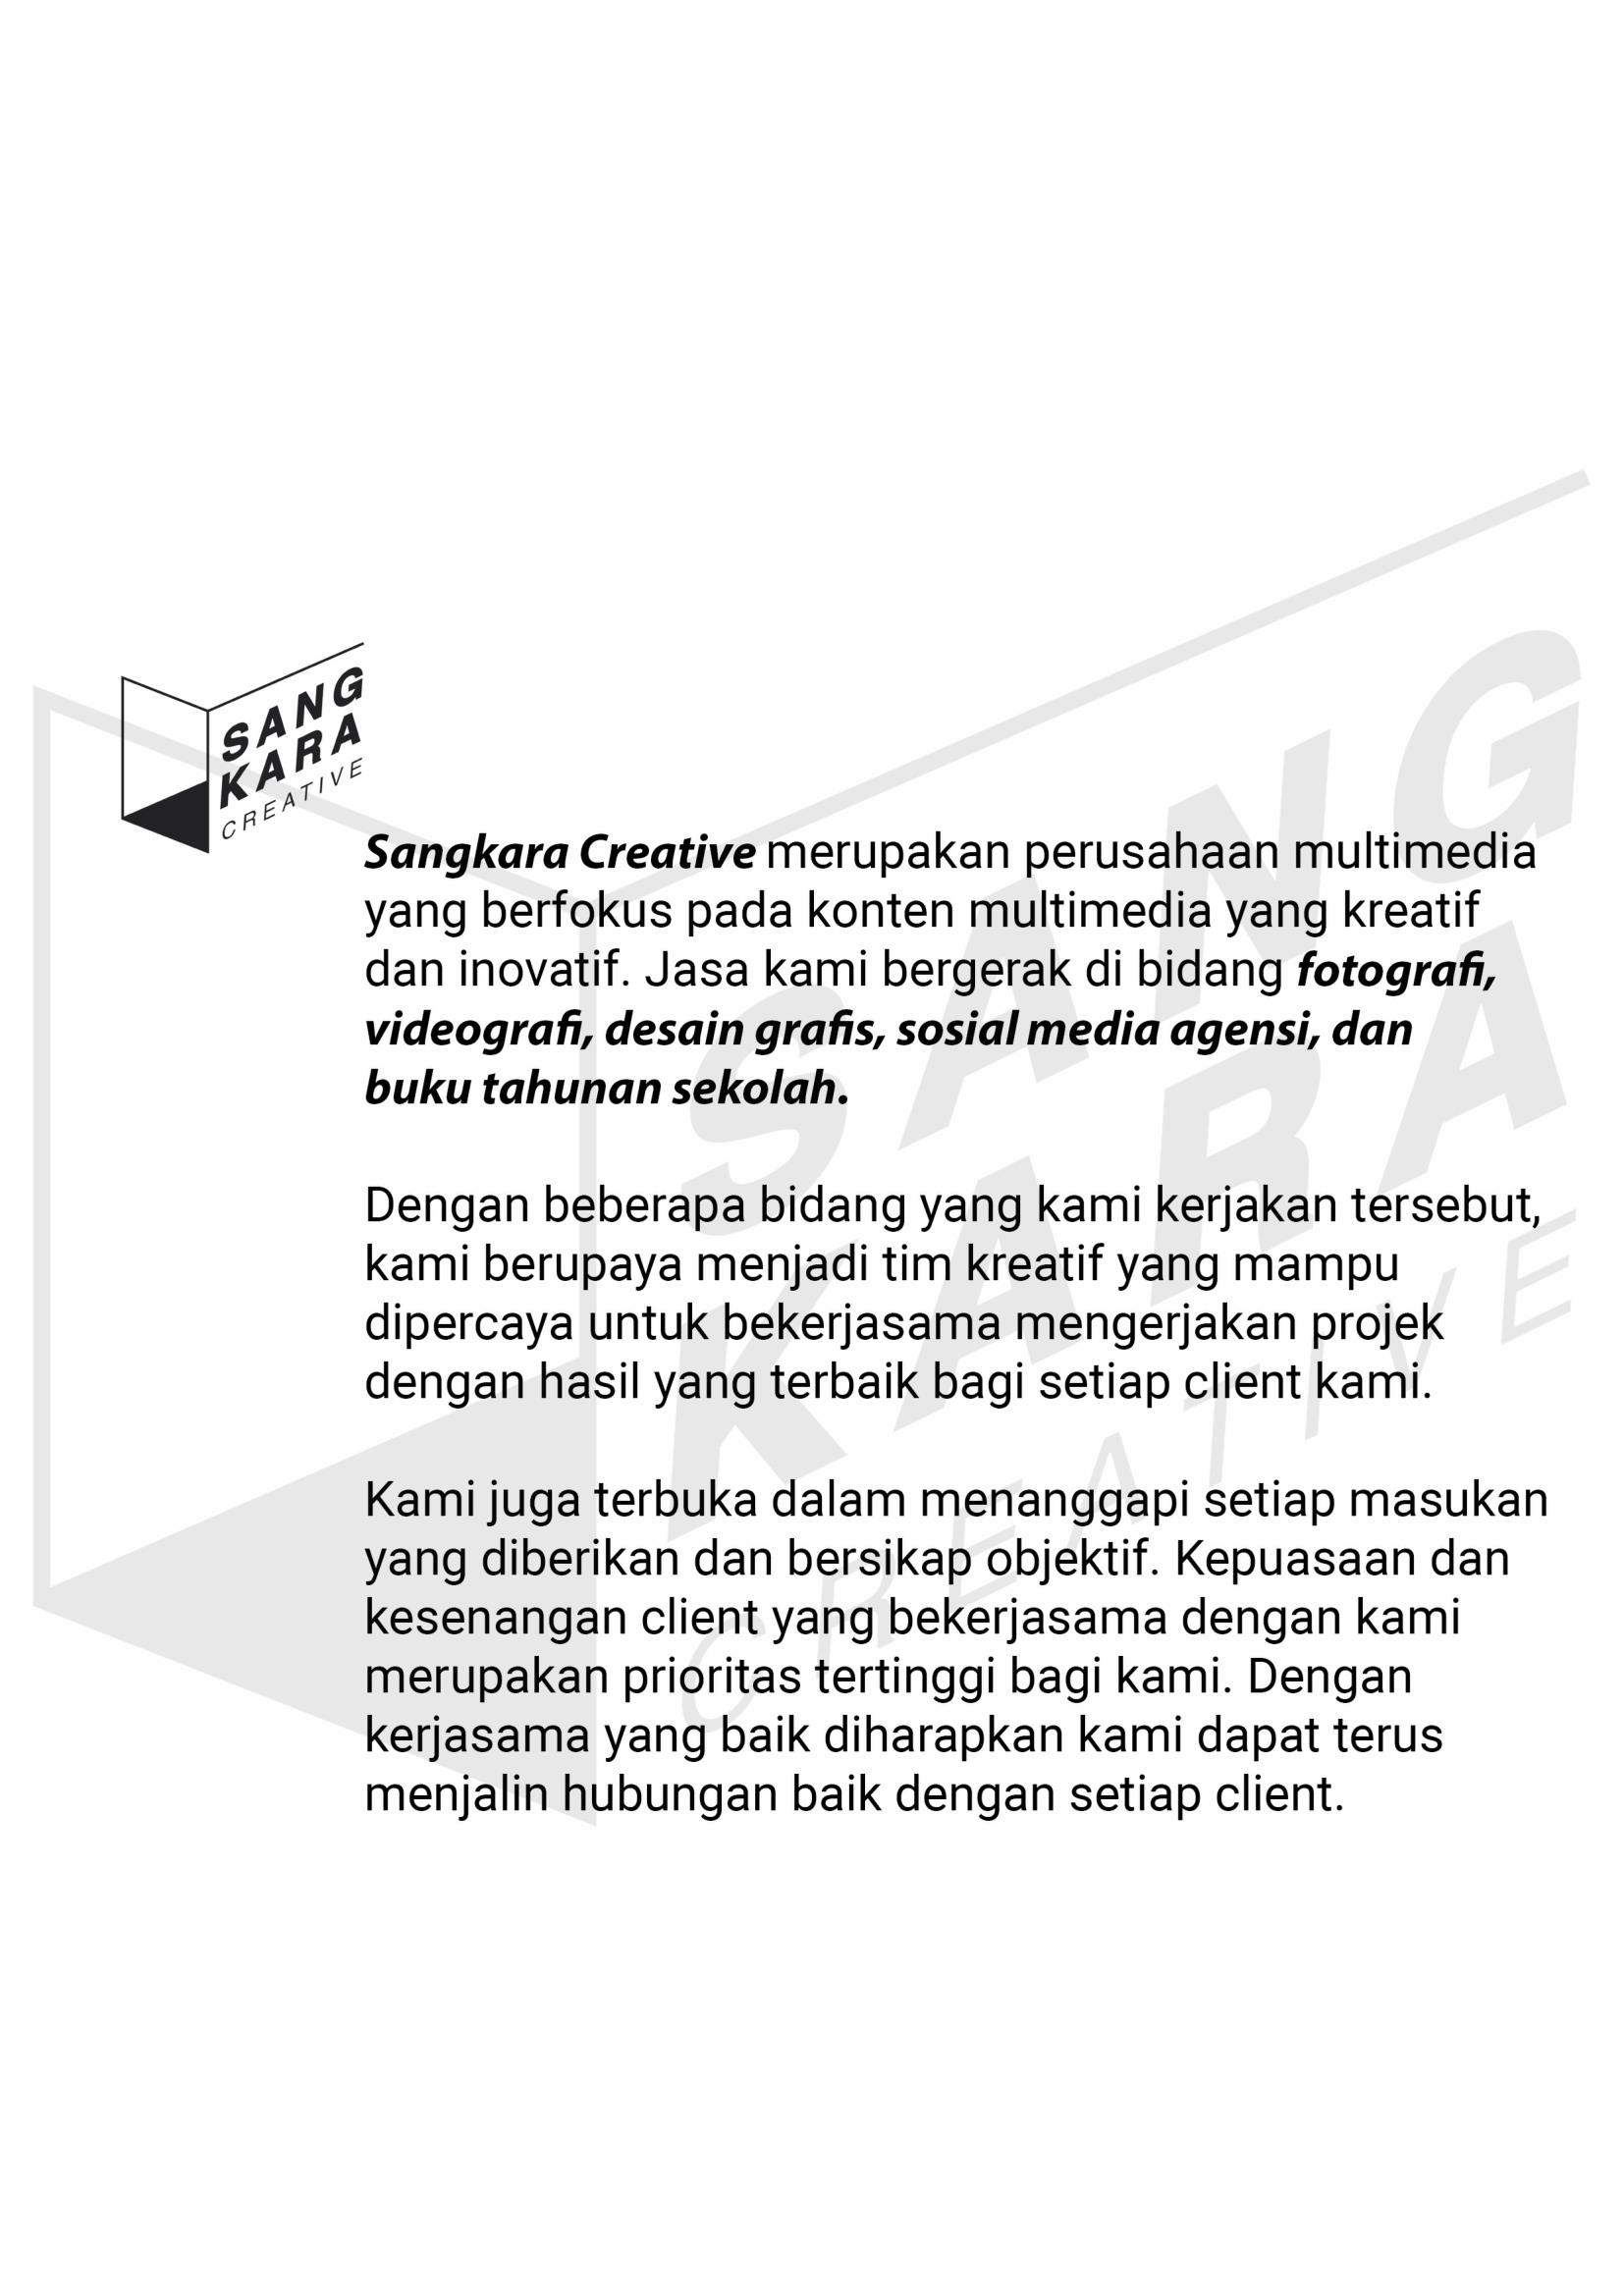 SANG
KARA
CREATIVE
Sangkara Creative merupakan perusahaan multimedia
yang berfokus pada konten multimedia yang kreatif
dan inovatif. Jasa kami bergerak di bidang fotografi,
videografi, desain grafis, sosial media agensi, dan
buku tahunan sekolah.
Dengan beberapa bidang yang kami kerjakan tersebut,
kami berupaya menjadi tim kreatif yang mampu
dipercaya untuk bekerjasama mengerjakan projek
dengan hasil yang terbaik bagi setiap client kami.
Kami juga terbuka dalam menanggapi setiap masukan
yang diberikan dan bersikap objektif. Kepuasaan dan
kesenangan client yang bekerjasama dengan kami
merupakan prioritas tertinggi bagi kami. Dengan
kerjasama yang baik diharapkan kami dapat terus
menjalin hubungan baik dengan setiap client.
SANG
KARA
CREATIVE